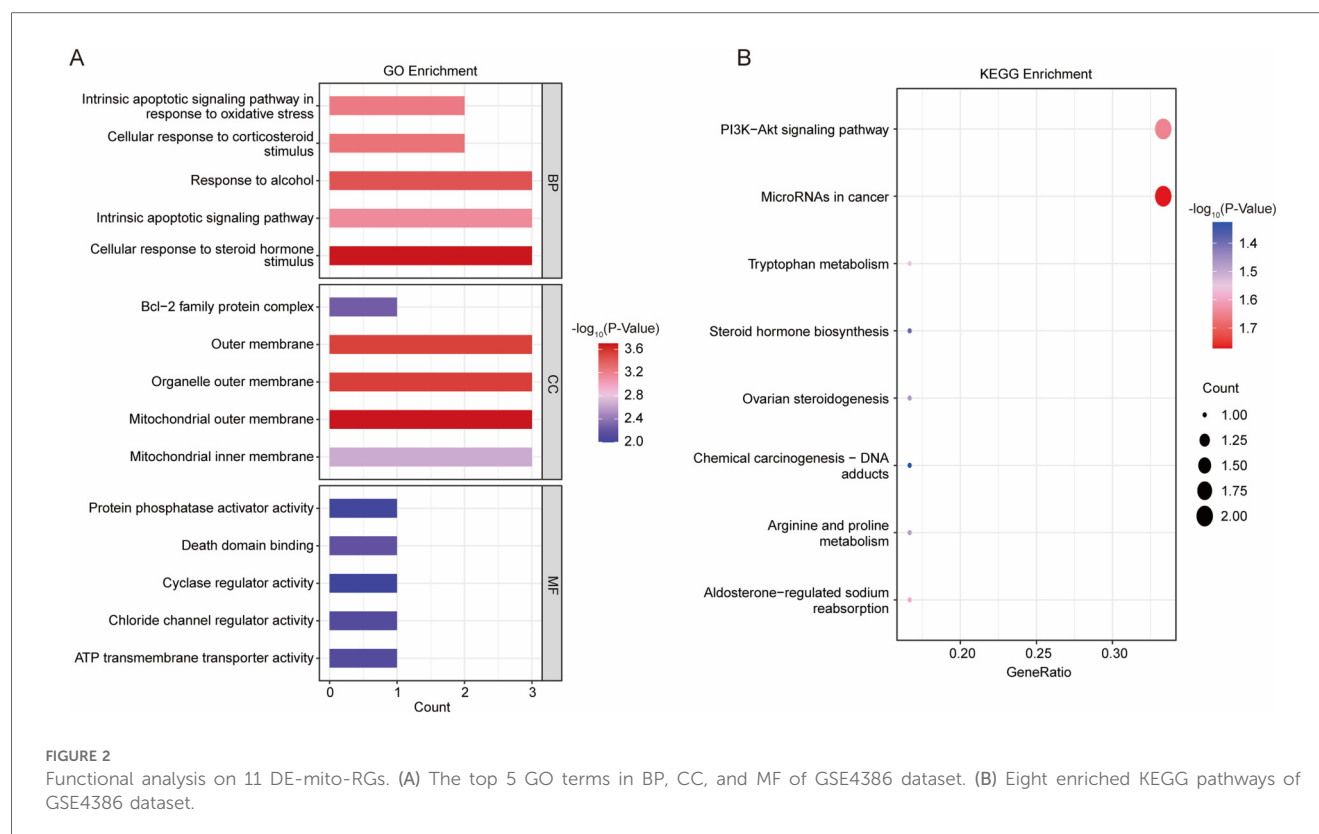 A
GO Enrichment
Intrinsic apoptotic signaling pathway in
response to oxidative stress
Cellular response to corticosteroid
stimulus
Response to alcohol
Intrinsic apoptotic signaling pathway
Cellular response to steroid hormone
stimulus
BP
Bcl−2 family protein complex
Outer membrane
Organelle outer membrane
Mitochondrial outer membrane
Mitochondrial inner membrane
CC
Protein phosphatase activator activity
Death domain binding
Cyclase regulator activity
Chloride channel regulator activity
ATP transmembrane transporter activity
MF
0 1 2 3
Count
-log10(P-Value)
3.6
3.2
2.8
2.4
2.0
B
KEGG Enrichment
PI3K−Akt signaling pathway
MicroRNAs in cancer
Tryptophan metabolism
Steroid hormone biosynthesis
Ovarian steroidogenesis
Chemical carcinogenesis − DNA
adducts
Arginine and proline
metabolism
Aldosterone−regulated sodium
reabsorption
0.20 0.25 0.30
GeneRatio
-log10(P-Value)
1.4
1.5
1.6
1.7
Count
1.00
1.25
1.50
1.75
2.00
FIGURE 2
Functional analysis on 11 DE-mito-RGs. (A) The top 5 GO terms in BP, CC, and MF of GSE4386 dataset. (B) Eight enriched KEGG pathways of
GSE4386 dataset.